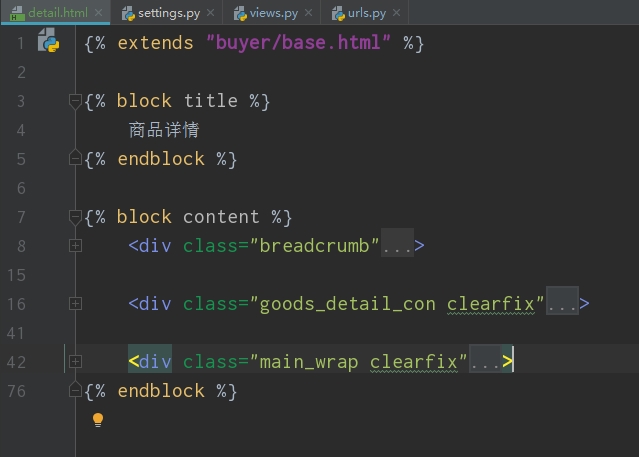 detail.html settings.py views.py urls.py
1 {% extends "buyer/base.html" %}
2
3 {% block title %}
4 商品详情
5 {% endblock %}
6
7 {% block content %}
8 <div class="breadcrumb"...>
15
16 <div class="goods_detail_con clearfix"...>
41
42 <div class="main_wrap clearfix"...>
76 {% endblock %}